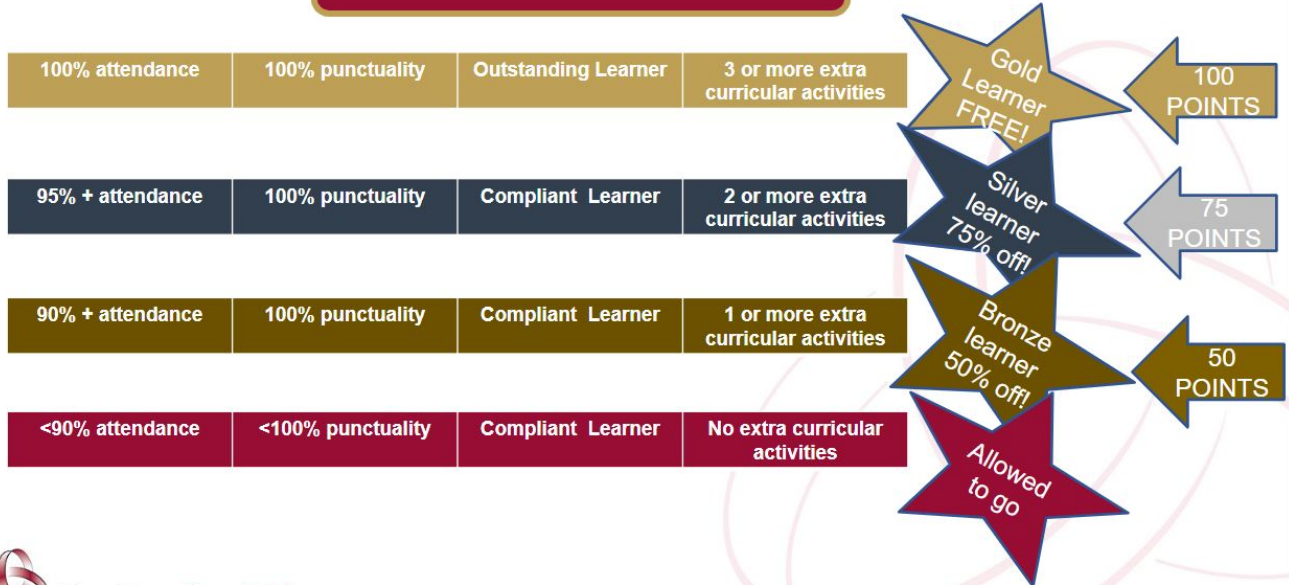 100% attendance
100% punctuality
Outstanding Learner
3 or more extra
curricular activities
Gold
Learner
FREE!
100
POINTS
95% + attendance
100% punctuality
Compliant Learner
2 or more extra
curricular activities
Silver
learner
75% off!
75
POINTS
90% + attendance
100% punctuality
Compliant Learner
1 or more extra
curricular activities
Bronze
learner
50% off!
50
POINTS
<90% attendance
<100% punctuality
Compliant Learner
No extra curricular
activities
Allowed
to go